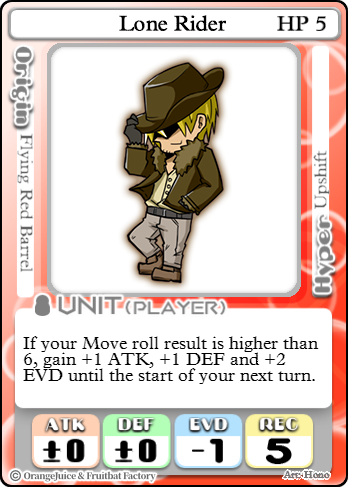 Lone Rider HP 5
Origin Flying Red Barrel
Hyper Upshift
UNIT (PLAYER)
If your Move roll result is higher than
6, gain +1 ATK, +1 DEF and +2
EVD until the start of your next turn.
ATK DEF EVD REC
±0 ±0 -1 5
© OrangeJuice & Fruitbat Factory Art: Hono